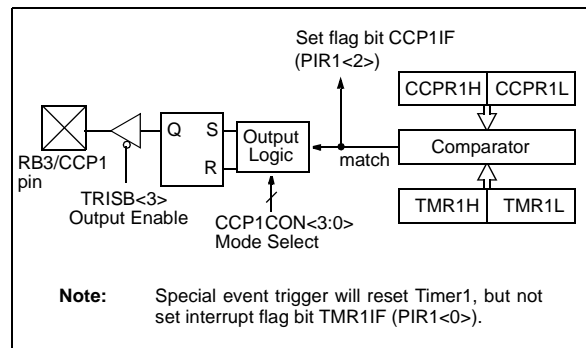 Set flag bit CCP1IF
(PIR1<2>)
CCPR1H CCPR1L
Q S
R
Output
Logic
match
Comparator
RB3/CCP1
pin
TRISB<3>
Output Enable
CCP1CON<3:0>
Mode Select
TMR1H TMR1L
Note: Special event trigger will reset Timer1, but not
set interrupt flag bit TMR1IF (PIR1<0>).